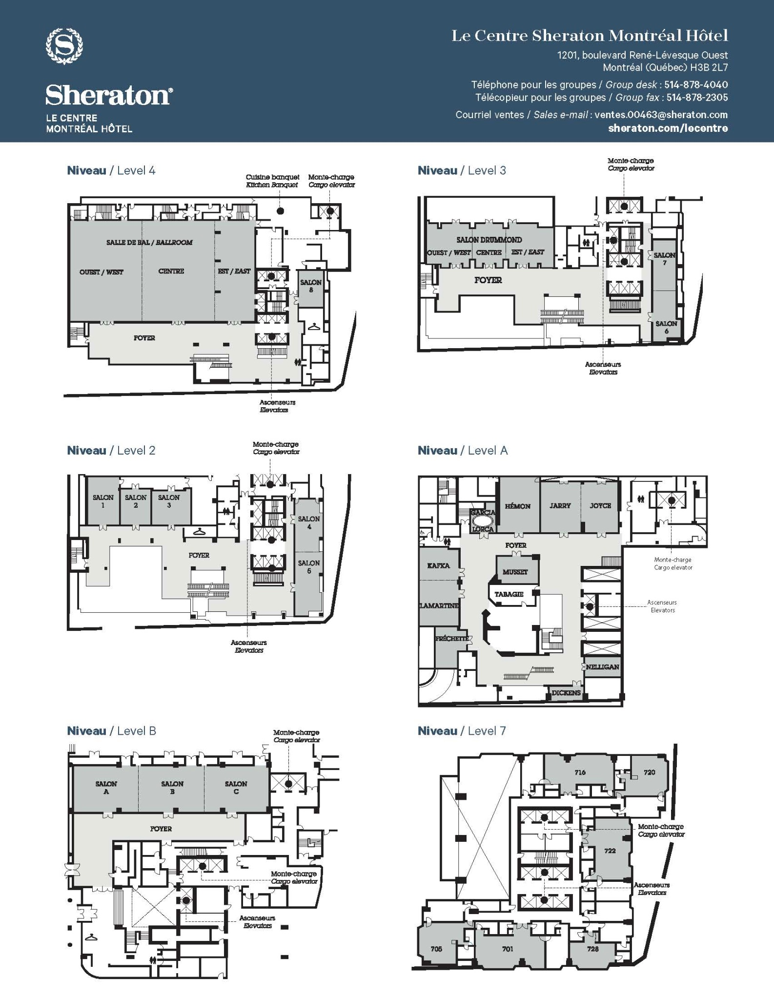 S
Sheraton®
LE CENTRE
MONTRÉAL HÔTEL
Le Centre Sheraton Montréal Hôtel
1201, boulevard René-Lévesque Ouest
Montréal (Québec) H3B 2L7
Téléphone pour les groupes / Group desk : 514-878-4040
Télécopieur pour les groupes / Group fax : 514-878-2305
Courriel ventes / Sales e-mail : ventes.00463@sheraton.com
sheraton.com/lecentre
Niveau / Level 4
Cuisine banquet
Kitchen Banquet
Monte-charge
Cargo elevator
SALLE DE BAL / BALLROOM
OUEST / WEST
CENTRE
EST / EAST
SALON
8
FOYER
Ascenseurs
Elevators
Niveau / Level 3
Monte-charge
Cargo elevator
SALON DRUMMOND
OUEST / WEST
CENTRE
EST / EAST
SALON
7
FOYER
SALON
6
Ascenseurs
Elevators
Niveau / Level 2
Monte-charge
Cargo elevator
SALON
1
SALON
2
SALON
3
SALON
4
FOYER
SALON
5
Ascenseurs
Elevators
Niveau / Level A
GARCIA
LORCA
HÉMON
JARRY
JOYCE
FOYER
KAFKA
MUSSET
TABAGIE
LAMARTINE
FRÉCHETTE
NELLIGAN
DICKENS
Monte-charge
Cargo elevator
Ascenseurs
Elevators
Niveau / Level B
Monte-charge
Cargo elevator
SALON
A
SALON
B
SALON
C
FOYER
Monte-charge
Cargo elevator
Ascenseurs
Elevators
Niveau / Level 7
716
720
Monte-charge
Cargo elevator
722
Ascenseurs
Elevators
705
701
728